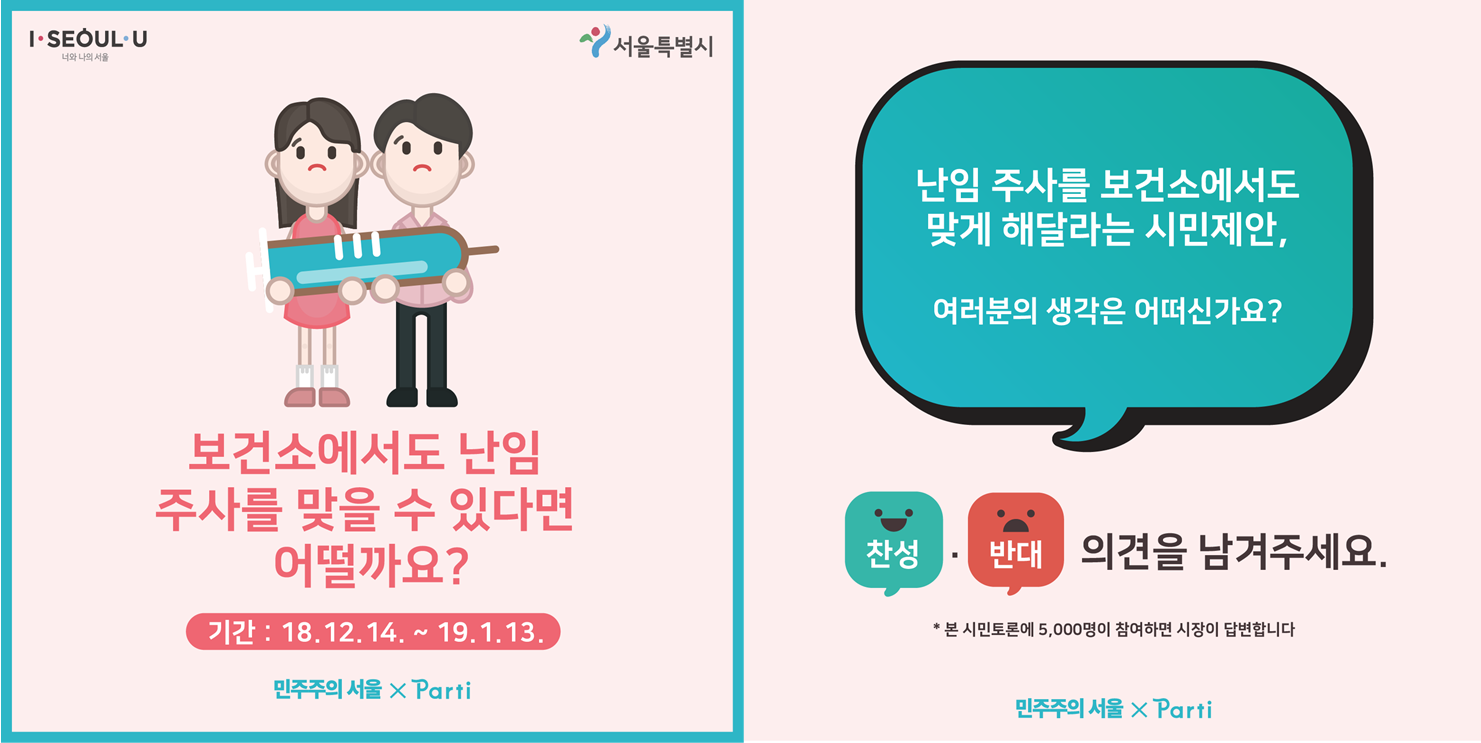 I·SEOUL·U
너와 나의 서울
서울특별시
보건소에서도 난임
주사를 맞을 수 있다면
어떨까요?
기간 : 18.12.14. ~ 19.1.13.
민주주의 서울 × Parti
난임 주사를 보건소에서도
맞게 해달라는 시민제안,
여러분의 생각은 어떠신가요?
찬성 · 반대 의견을 남겨주세요.
* 본 시민토론에 5,000명이 참여하면 시장이 답변합니다
민주주의 서울 × Parti